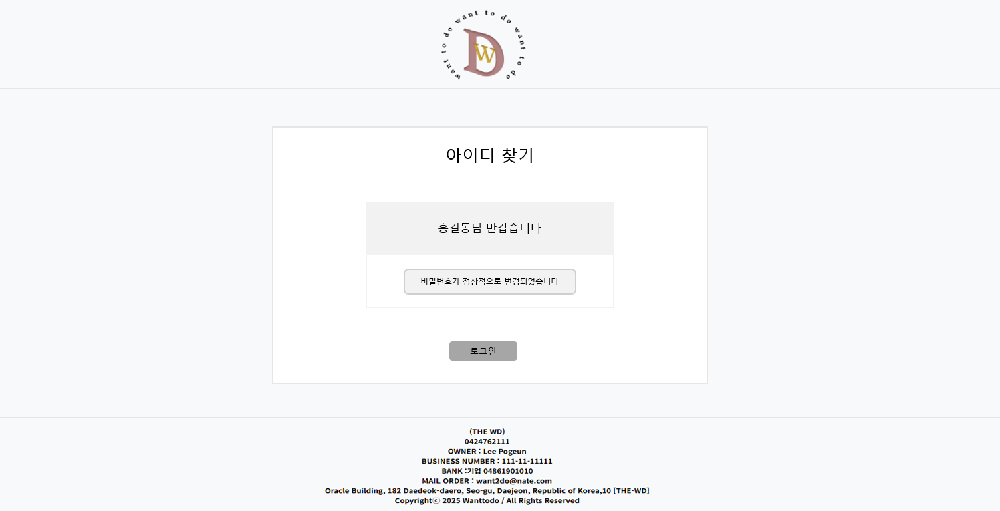 want to do want to do want to do
D
W
아이디 찾기
홍길동님 반갑습니다.
비밀번호가 정상적으로 변경되었습니다.
로그인
(THE WD)
0424762111
OWNER : Lee Pogeun
BUSINESS NUMBER : 111-11-11111
BANK :기업 04861901010
MAIL ORDER : want2do@nate.com
Oracle Building, 182 Daedeok-daero, Seo-gu, Daejeon, Republic of Korea,10 [THE-WD]
Copyrightⓒ 2025 Wanttodo / All Rights Reserved